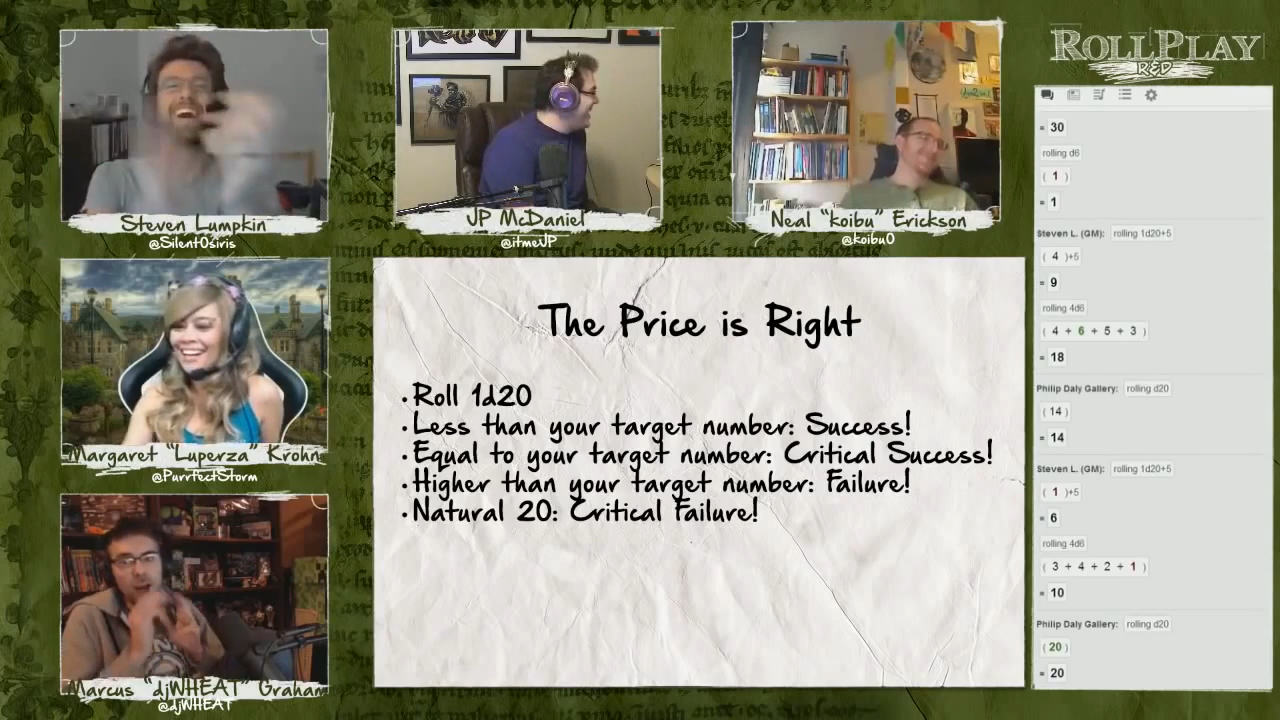 ROLLPLAY
R&D
Steven Lumpkin
@SilentOsiris
JP McDaniel
@itmeJP
Neal "koibu" Erickson
@koibu0
Margaret "Luperza" Krohn
@PurrfectStorm
Marcus "djWHEAT" Graham
@djWHEAT
The Price is Right
• Roll 1d20
• Less than your target number: Success!
• Equal to your target number: Critical Success!
• Higher than your target number: Failure!
• Natural 20: Critical Failure!
= 30
rolling d6
( 1 )
= 1
Steven L. (GM): rolling 1d20+5
( 4 )+5
= 9
rolling 4d6
( 4 + 6 + 5 + 3 )
= 18
Philip Daly Gallery: rolling d20
( 14 )
= 14
Steven L. (GM): rolling 1d20+5
( 1 )+5
= 6
rolling 4d6
( 3 + 4 + 2 + 1 )
= 10
Philip Daly Gallery: rolling d20
( 20 )
= 20